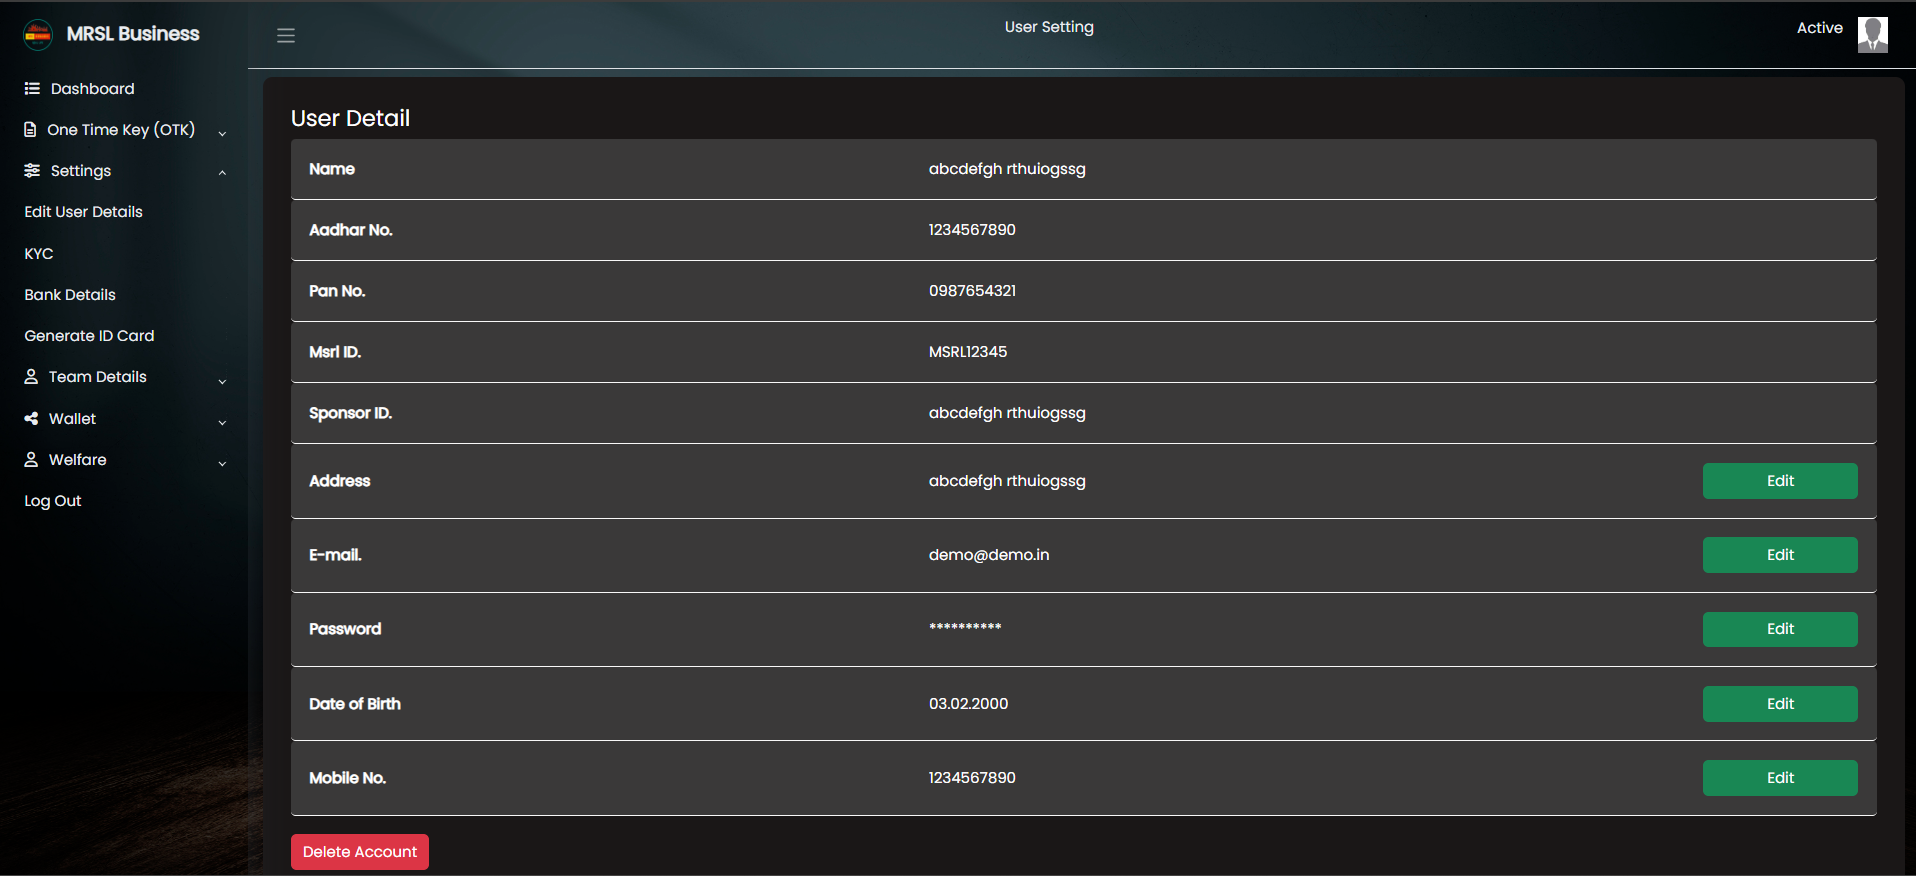 MRSL Business
User Setting
Active
Dashboard
One Time Key (OTK)
Settings
Edit User Details
KYC
Bank Details
Generate ID Card
Team Details
Wallet
Welfare
Log Out
User Detail
Name abcdefgh rthuiogssg
Aadhar No. 1234567890
Pan No. 0987654321
Msrl ID. MSRL12345
Sponsor ID. abcdefgh rthuiogssg
Address abcdefgh rthuiogssg Edit
E-mail. demo@demo.in Edit
Password ********** Edit
Date of Birth 03.02.2000 Edit
Mobile No. 1234567890 Edit
Delete Account